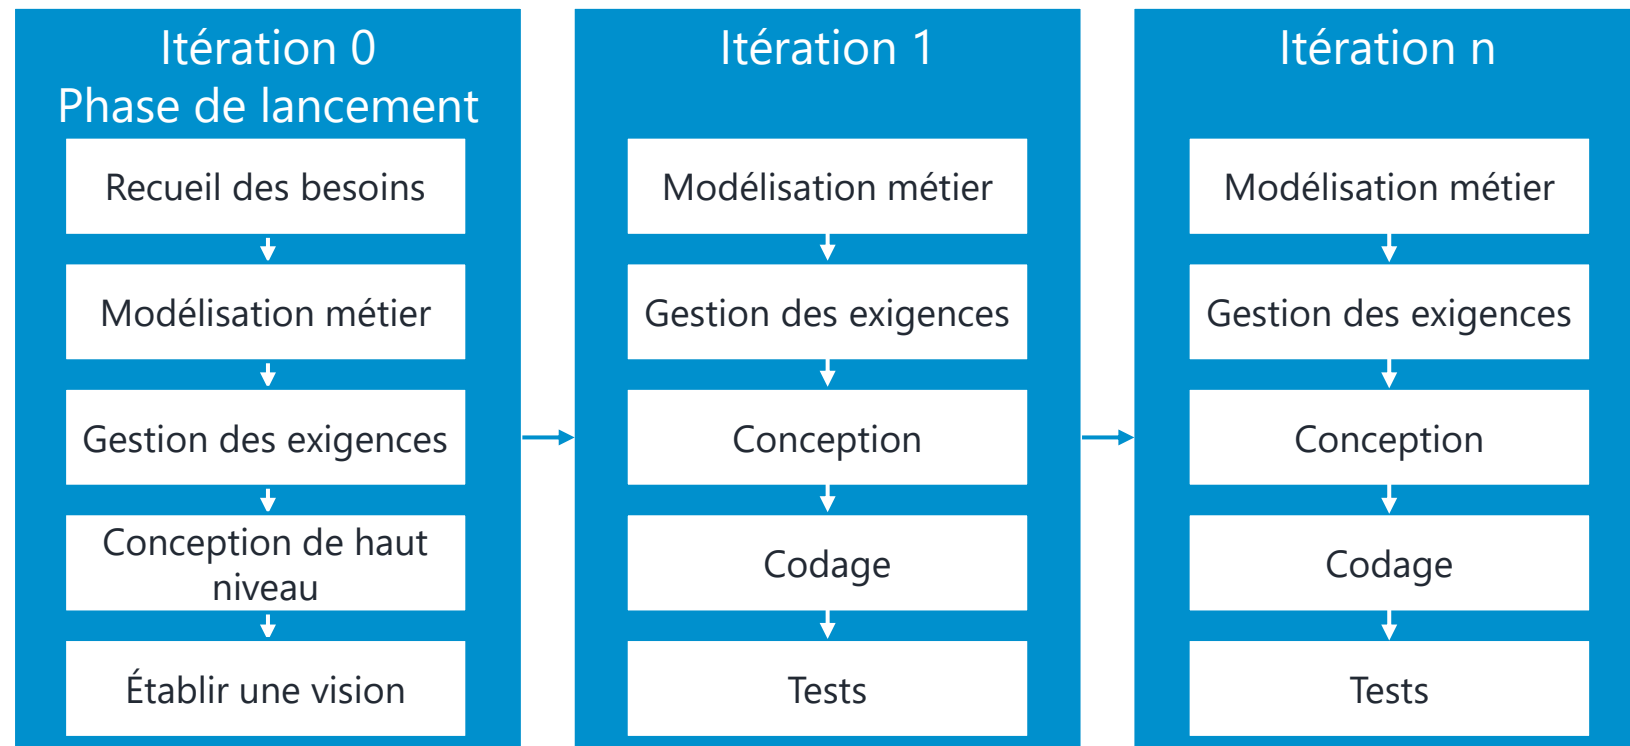 Itération 0
Phase de lancement
Recueil des besoins
Modélisation métier
Gestion des exigences
Conception de haut
niveau
Établir une vision
Itération 1
Modélisation métier
Gestion des exigences
Conception
Codage
Tests
Itération n
Modélisation métier
Gestion des exigences
Conception
Codage
Tests